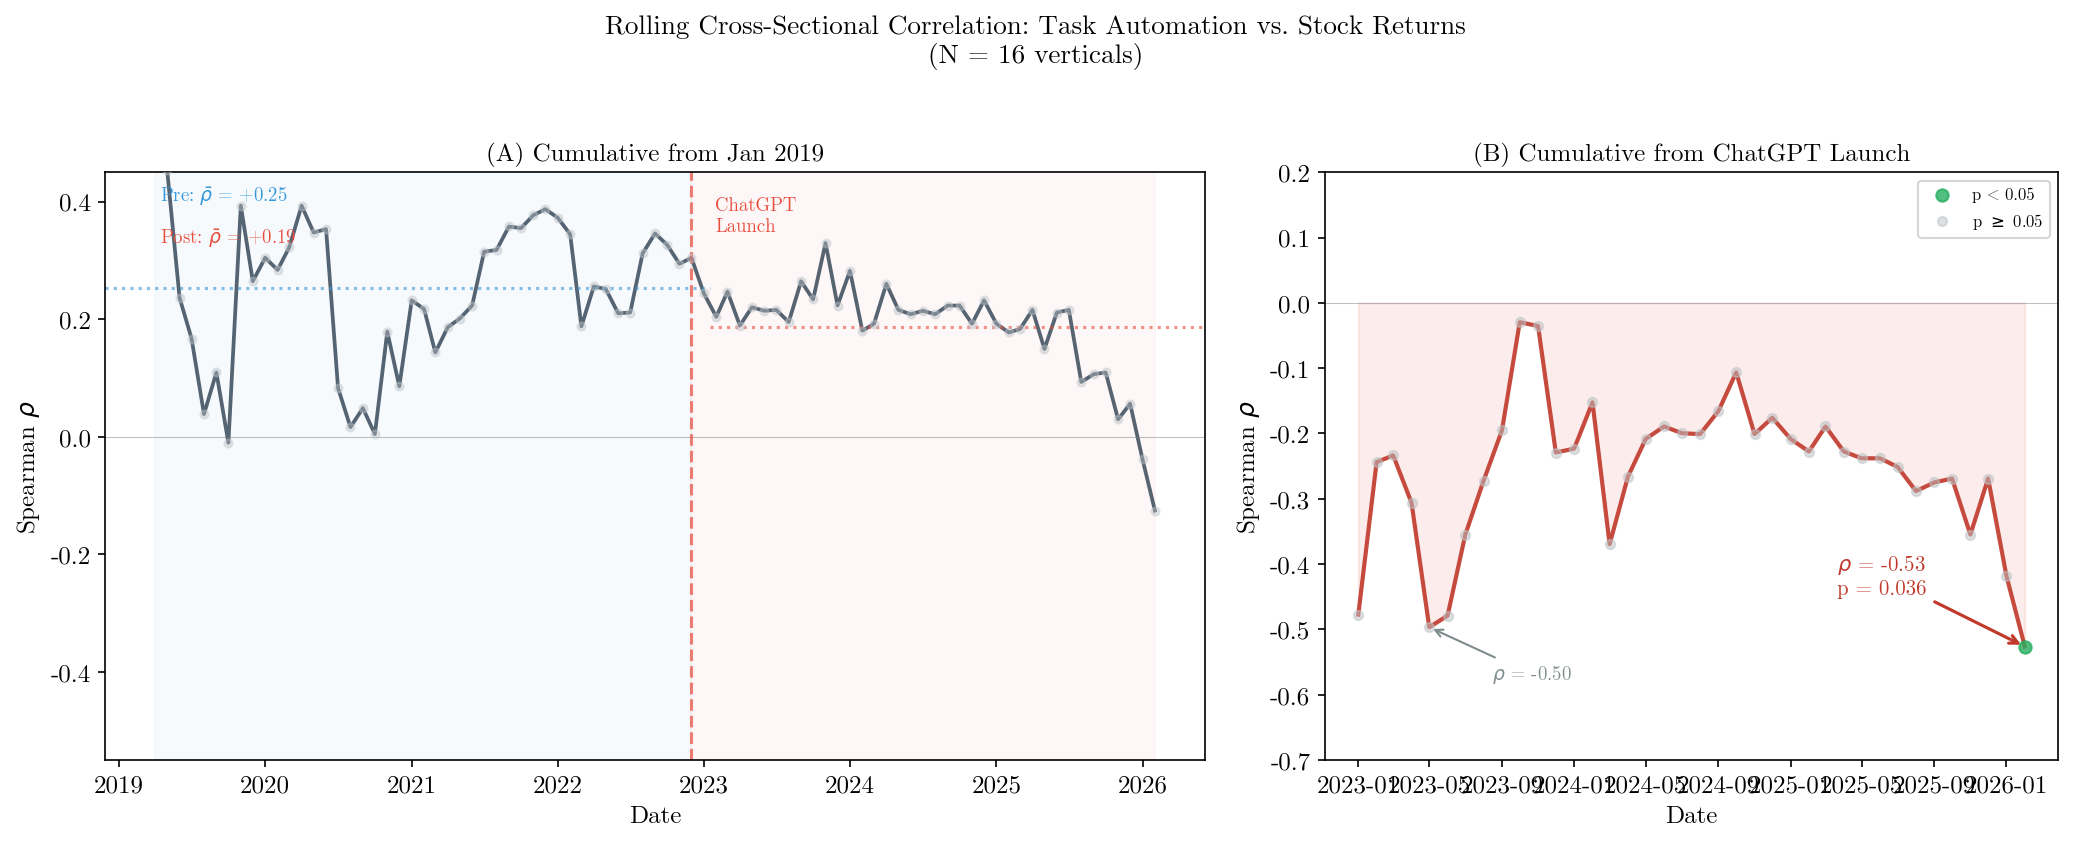 Rolling Cross-Sectional Correlation: Task Automation vs. Stock Returns
(N = 16 verticals)
(A) Cumulative from Jan 2019
Spearman ρ
0.4
0.2
0.0
-0.2
-0.4
Pre: ρ̄ = +0.25
Post: ρ̄ = +0.19
ChatGPT
Launch
2019
2020
2021
2022
2023
2024
2025
2026
Date
(B) Cumulative from ChatGPT Launch
Spearman ρ
0.2
0.1
0.0
-0.1
-0.2
-0.3
-0.4
-0.5
-0.6
-0.7
p < 0.05
p ≥ 0.05
ρ = -0.53
p = 0.036
ρ = -0.50
2023-01
2023-05
2023-09
2024-01
2024-05
2024-09
2025-01
2025-05
2025-09
2026-01
Date